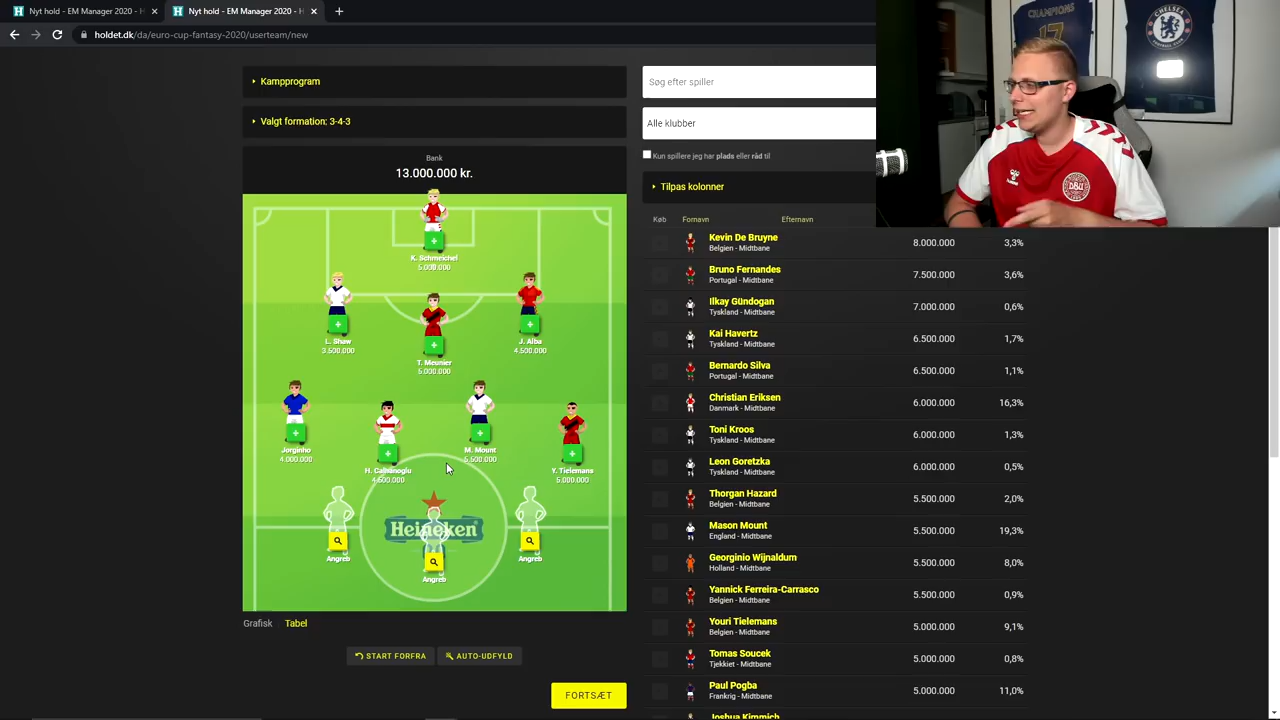 Nyt hold - EM Manager 2020 - H
Nyt hold - EM Manager 2020 - H
holdet.dk/da/euro-cup-fantasy-2020/userteam/new
Kampprogram
Valgt formation: 3-4-3
Bank
13.000.000 kr.
K. Schmeichel
5.000.000
L. Shaw
3.500.000
T. Meunier
5.000.000
J. Alba
4.500.000
Jorginho
4.000.000
H. Calhanoglu
4.500.000
M. Mount
5.500.000
Y. Tielemans
5.000.000
Heineken
Angreb
Angreb
Angreb
Grafisk
Tabel
START FORFRA
AUTO-UDFYLD
FORTSÆT
Søg efter spiller
Alle klubber
Kun spillere jeg har plads eller råd til
Tilpas kolonner
Køb Fornavn Efternavn
Kevin De Bruyne 8.000.000 3,3%
Belgien - Midtbane
Bruno Fernandes 7.500.000 3,6%
Portugal - Midtbane
Ilkay Gündogan 7.000.000 0,6%
Tyskland - Midtbane
Kai Havertz 6.500.000 1,7%
Tyskland - Midtbane
Bernardo Silva 6.500.000 1,1%
Portugal - Midtbane
Christian Eriksen 6.000.000 16,3%
Danmark - Midtbane
Toni Kroos 6.000.000 1,3%
Tyskland - Midtbane
Leon Goretzka 6.000.000 0,5%
Tyskland - Midtbane
Thorgan Hazard 5.500.000 2,0%
Belgien - Midtbane
Mason Mount 5.500.000 19,3%
England - Midtbane
Georginio Wijnaldum 5.500.000 8,0%
Holland - Midtbane
Yannick Ferreira-Carrasco 5.500.000 0,9%
Belgien - Midtbane
Youri Tielemans 5.000.000 9,1%
Belgien - Midtbane
Tomas Soucek 5.000.000 0,8%
Tjekkiet - Midtbane
Paul Pogba 5.000.000 11,0%
Frankrig - Midtbane
Joshua Kimmich
CHAMPIONS
17
CHELSEA
DBU